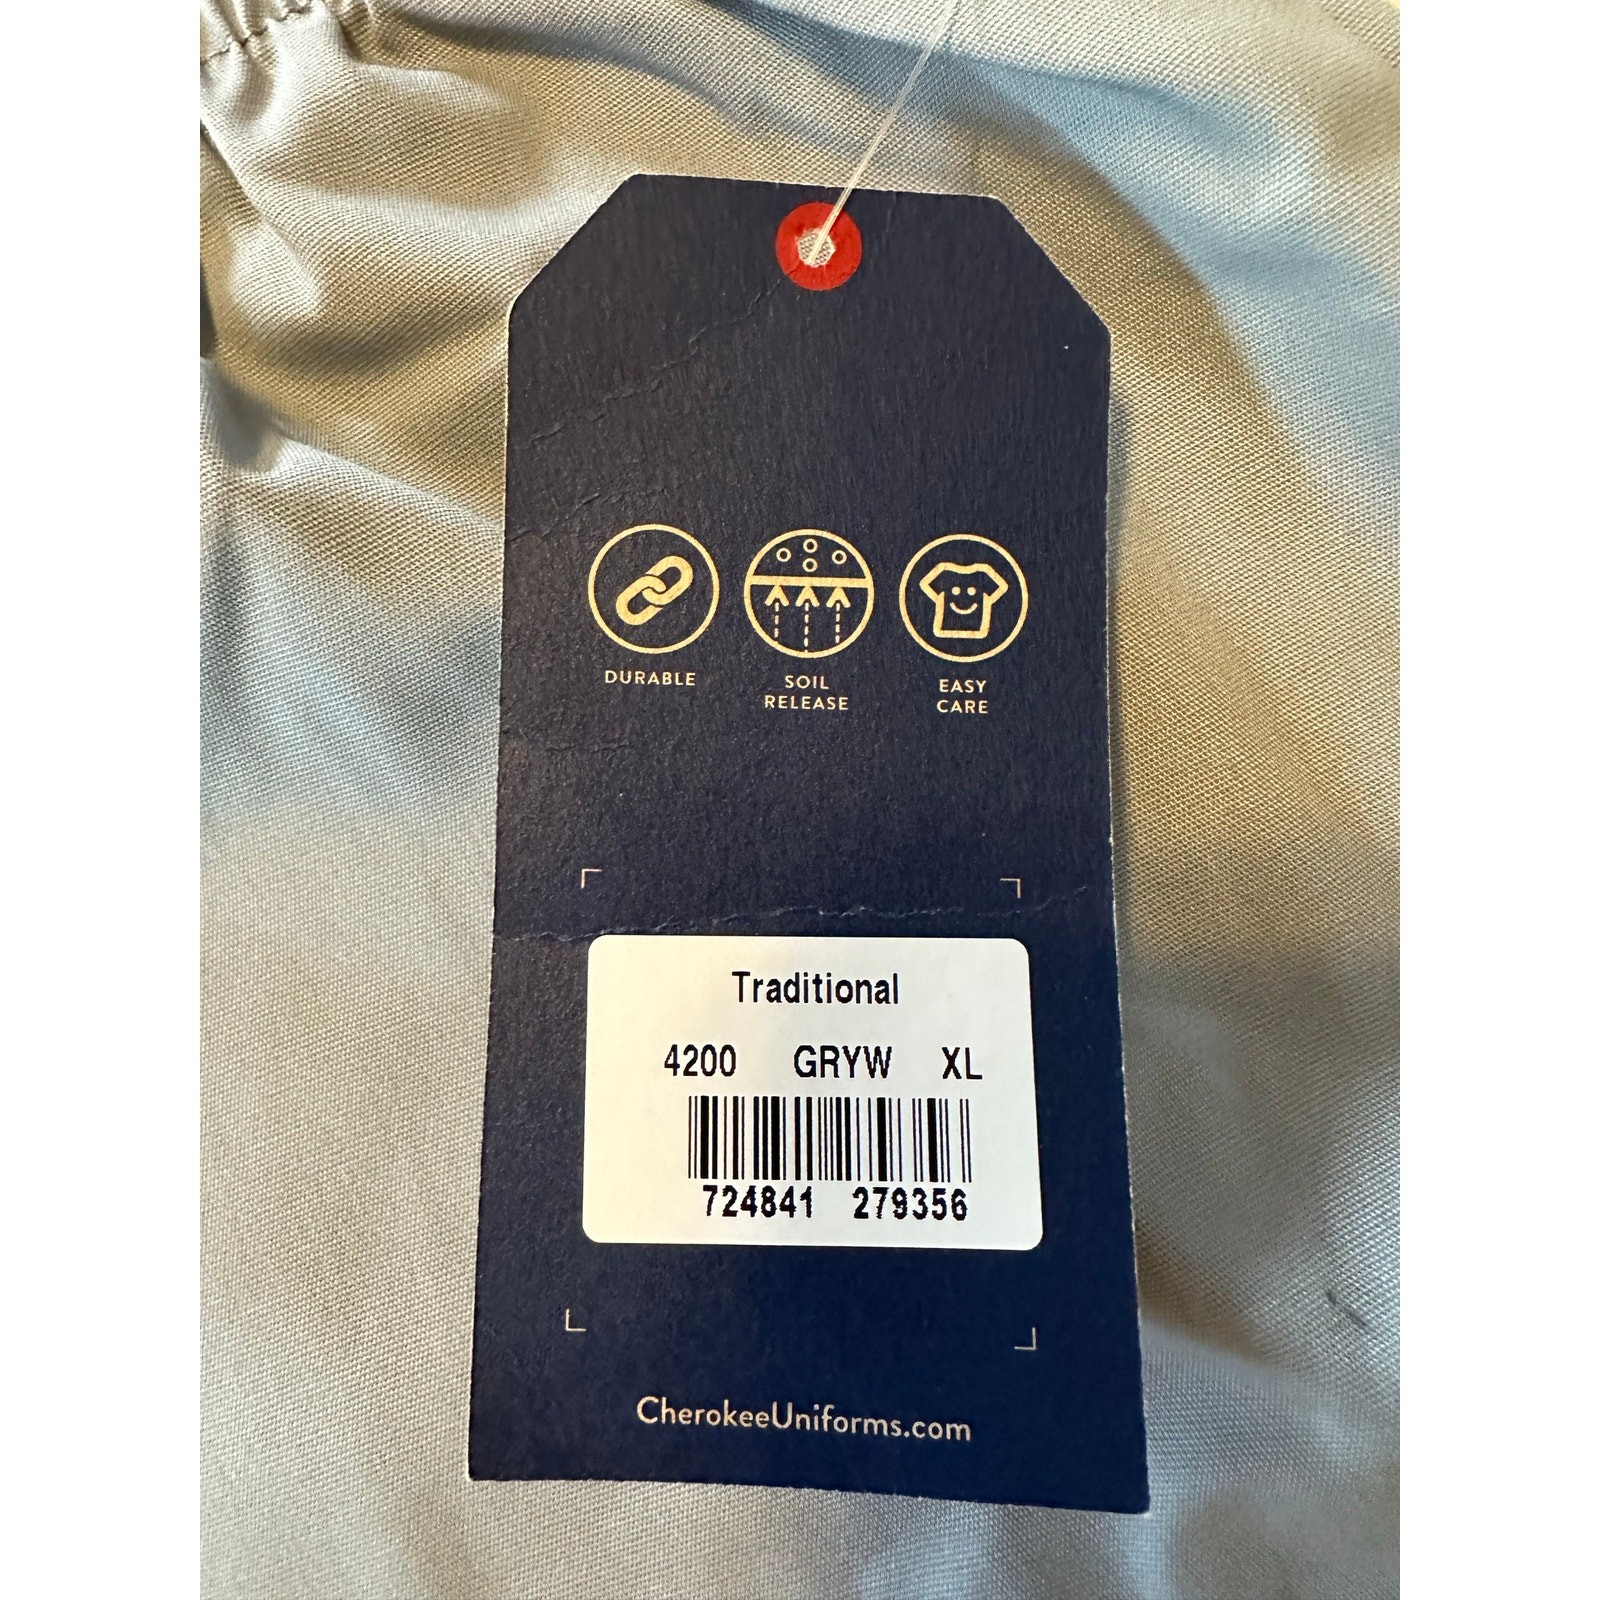 DURABLE
SOIL
RELEASE
EASY
CARE
Traditional
4200 GRYW XL
724841 279356
CherokeeUniforms.com